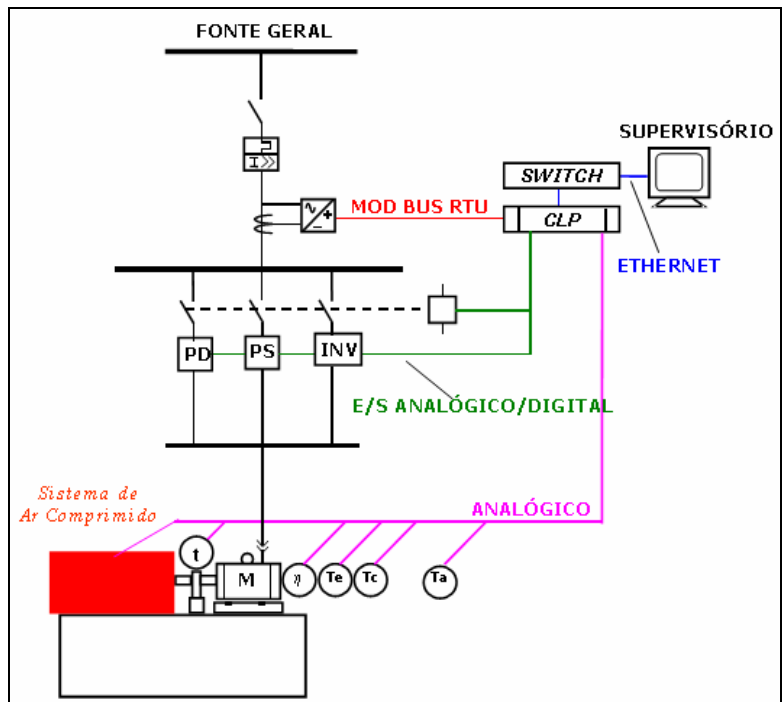 FONTE GERAL
SUPERVISÓRIO
I>>
SWITCH
MOD BUS RTU
CLP
ETHERNET
PD
PS
INV
E/S ANALÓGICO/DIGITAL
Sistema de
Ar Comprimido
ANALÓGICO
t
M
η
Te
Tc
Ta